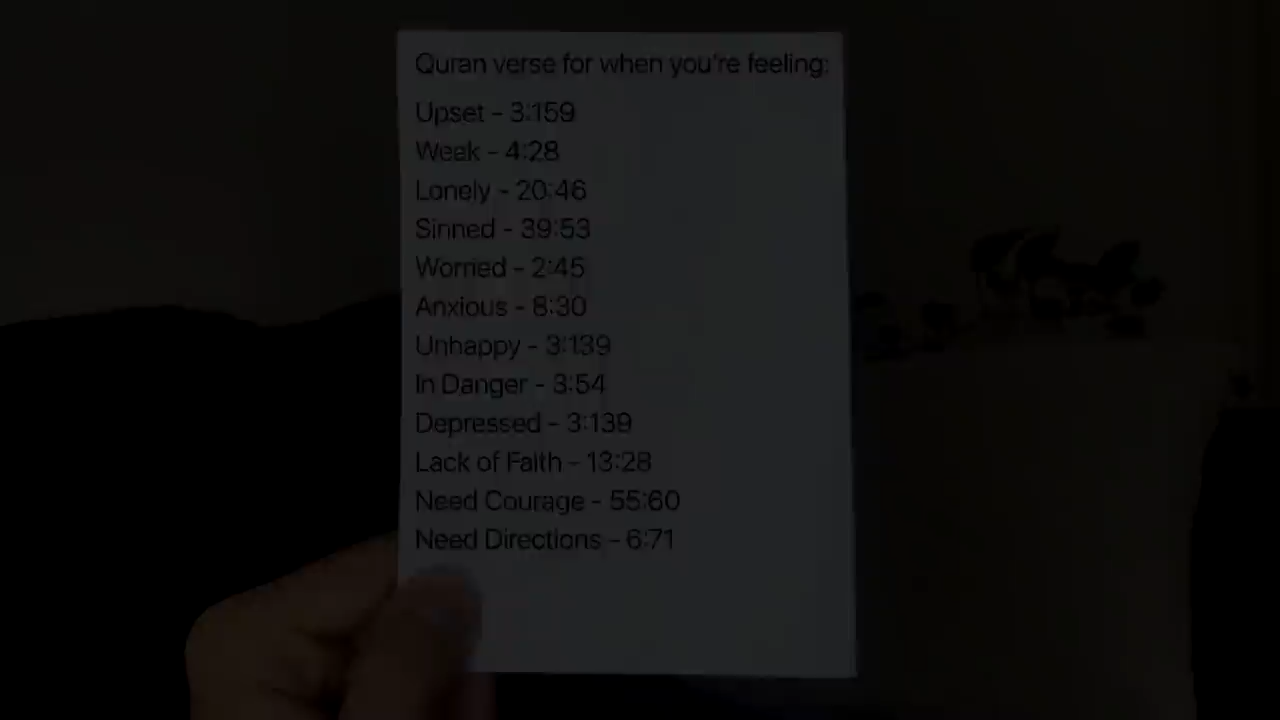 Quran verse for when you're feeling:
Upset - 3:159
Weak - 4:28
Lonely - 20:46
Sinned - 39:53
Worried - 2:45
Anxious - 8:30
Unhappy - 3:139
In Danger - 3:54
Depressed - 3:139
Lack of Faith - 13:28
Need Courage - 55:60
Need Directions - 6:71